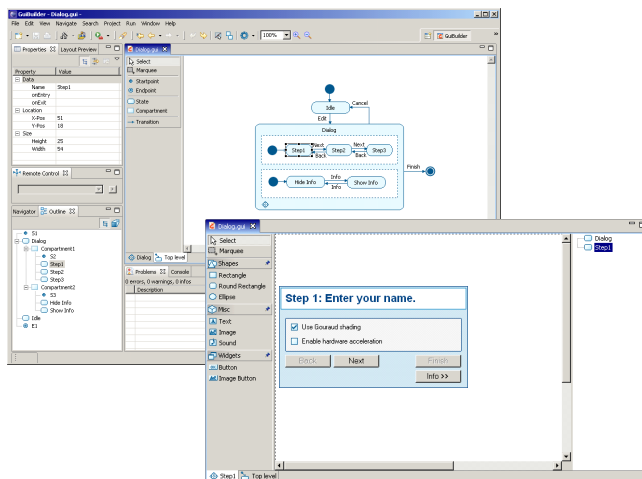 GuiBuilder - Dialog.gui -
File Edit View Navigate Search Project Run Window Help
100%
GuiBuilder
Properties Layout Preview
Property Value
Data
Name Step1
onEntry
onExit
Location
X-Pos 51
Y-Pos 18
Size
Height 25
Width 54
Remote Control
Navigator Outline
S1
Dialog
Compartment1
S2
Step1
Step2
Step3
Compartment2
S3
Hide Info
Show Info
Idle
E1
Dialog.gui
Select
Marquee
Startpoint
Endpoint
State
Compartment
Transition
Idle
Cancel
Edit
Dialog
Step1 Next Step2 Next Step3
Back Back
Finish
Hide Info Info Show Info
Info
Dialog Top level
Problems Console
0 errors, 0 warnings, 0 infos
Description
Dialog.gui
Select
Marquee
Shapes
Rectangle
Round Rectangle
Ellipse
Misc
Text
Image
Sound
Widgets
Button
Image Button
Step 1: Enter your name.
Use Gouraud shading
Enable hardware acceleration
Back Next Finish
Info >>
Dialog
Step1
Step1 Top level